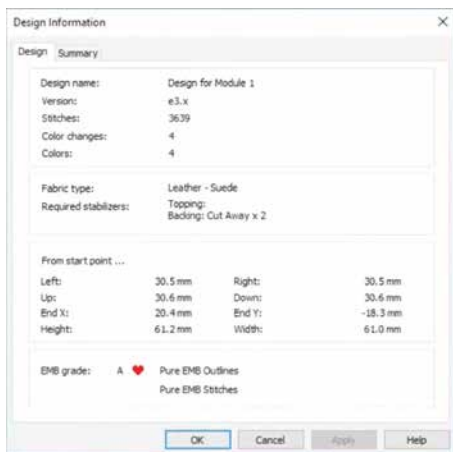 Design Information
Design Summary
Design name: Design for Module 1
Version: e3.x
Stitches: 3639
Color changes: 4
Colors: 4
Fabric type: Leather - Suede
Required stabilizers: Topping:
Backing: Cut Away x 2
From start point ...
Left: 30.5 mm Right: 30.5 mm
Up: 30.6 mm Down: 30.6 mm
End X: 20.4 mm End Y: -18.3 mm
Height: 61.2 mm Width: 61.0 mm
EMB grade: A Pure EMB Outlines
Pure EMB Stitches
OK Cancel Apply Help